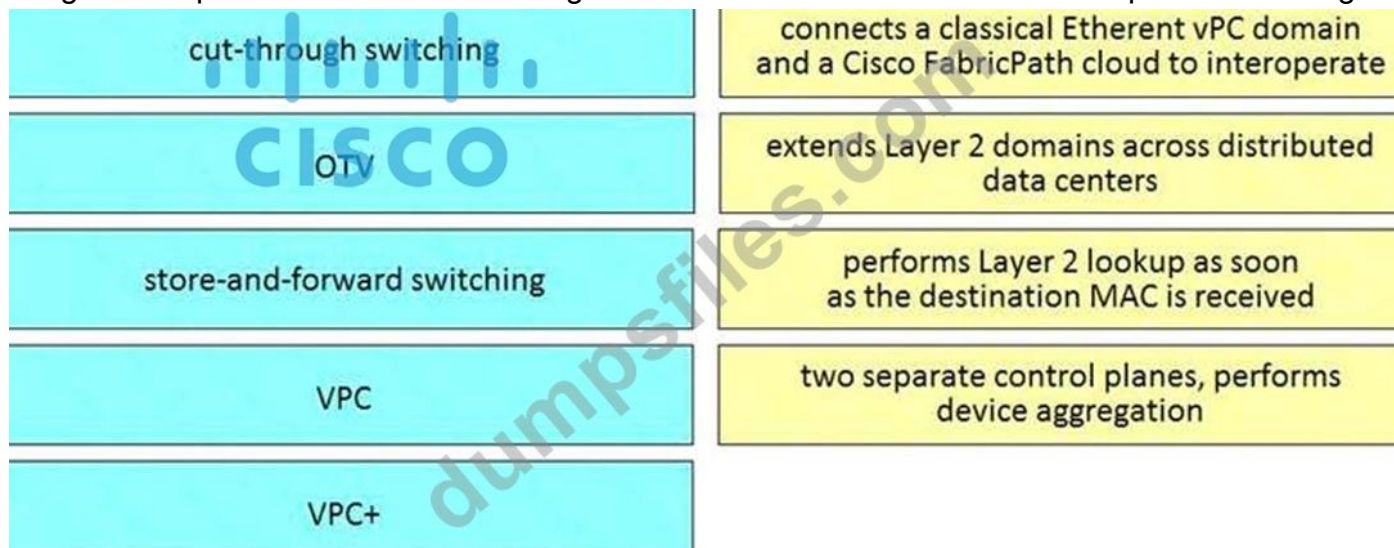 cut-through switching
connects a classical Etherent vPC domain
and a Cisco FabricPath cloud to interoperate
CISCO
OTV
extends Layer 2 domains across distributed
data centers
store-and-forward switching
performs Layer 2 lookup as soon
as the destination MAC is received
VPC
two separate control planes, performs
device aggregation
VPC+
dumpsfiles.com